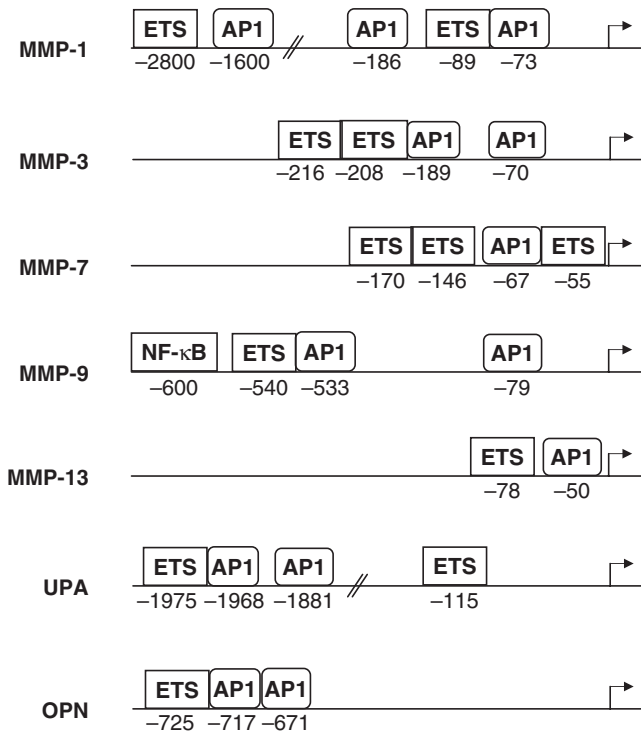 ETS AP1 AP1 ETS AP1
MMP-1
−2800 −1600 −186 −89 −73
ETS ETS AP1 AP1
MMP-3
−216 −208 −189 −70
ETS ETS AP1 ETS
MMP-7
−170 −146 −67 −55
NF-κB ETS AP1 AP1
MMP-9
−600 −540 −533 −79
ETS AP1
MMP-13
−78 −50
ETS AP1 AP1 ETS
UPA
−1975 −1968 −1881 −115
ETS AP1 AP1
OPN
−725 −717 −671